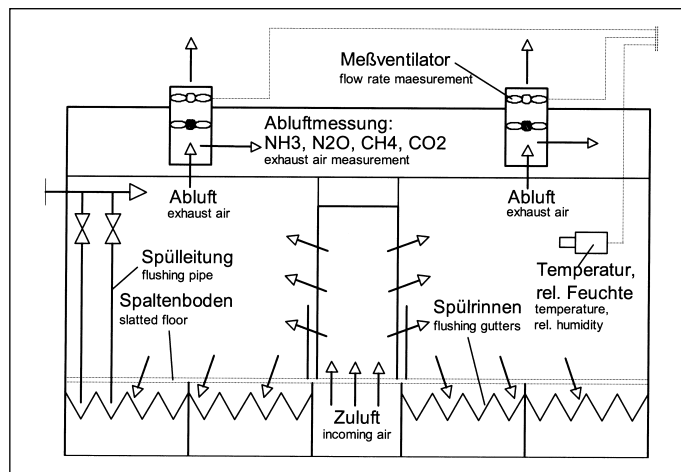 Meßventilator
flow rate maesurement
Abluftmessung:
NH3, N2O, CH4, CO2
exhaust air measurement
Abluft
exhaust air
Abluft
exhaust air
Spülleitung
flushing pipe
Spaltenboden
slatted floor
Temperatur,
rel. Feuchte
temperature,
rel. humidity
Spülrinnen
flushing gutters
Zuluft
incoming air